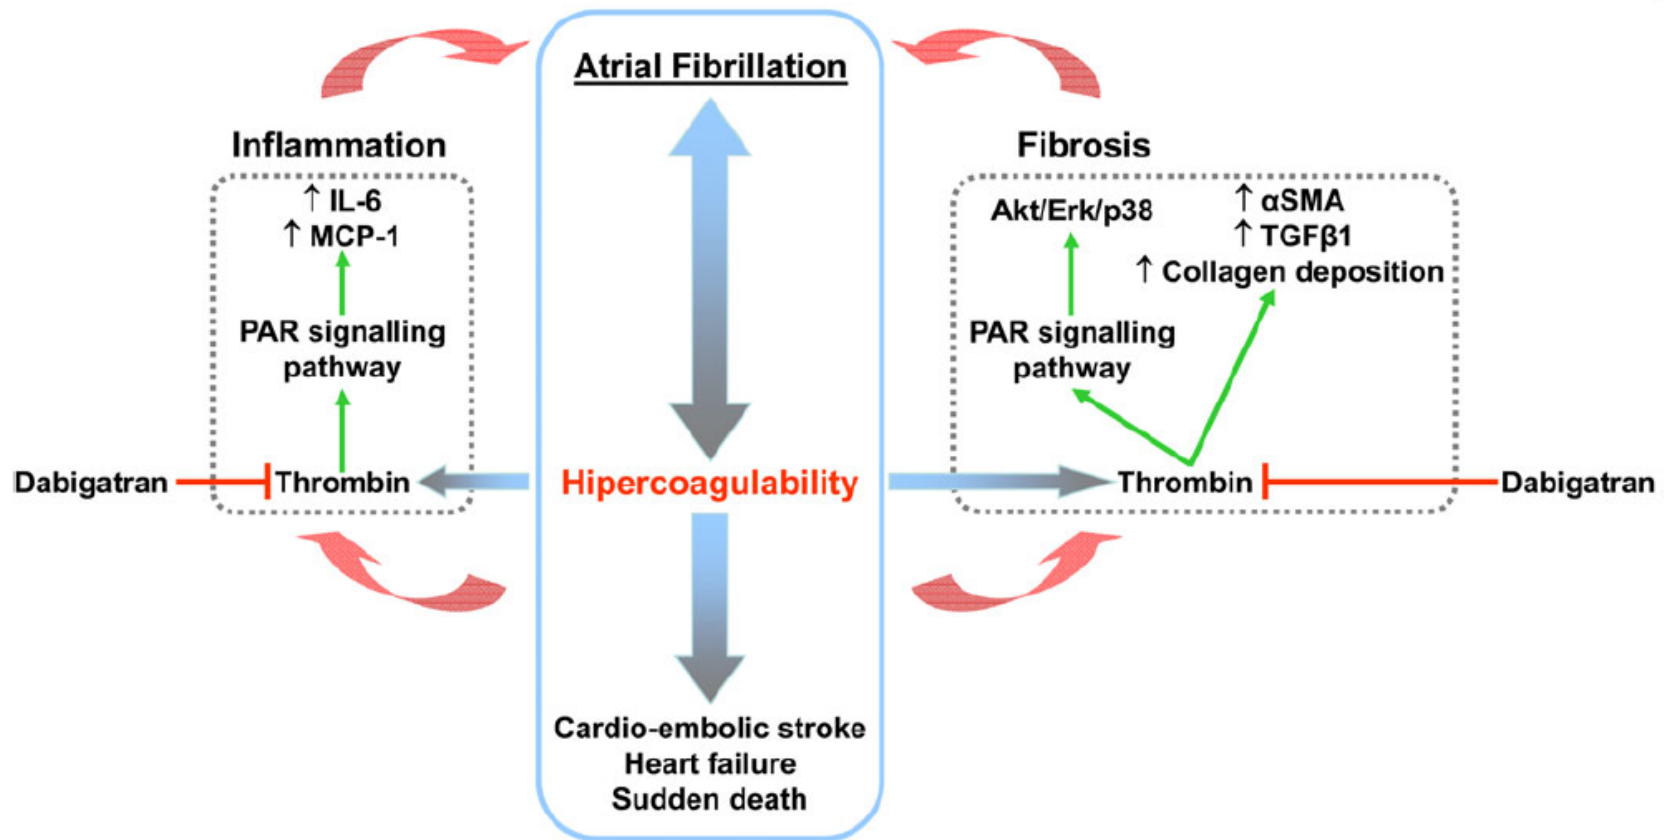 Atrial Fibrillation
Inflammation
↑ IL-6
↑ MCP-1
PAR signalling
pathway
Dabigatran
Thrombin
Hipercoagulability
Cardio-embolic stroke
Heart failure
Sudden death
Fibrosis
Akt/Erk/p38
↑ αSMA
↑ TGFβ1
↑ Collagen deposition
PAR signalling
pathway
Thrombin
Dabigatran